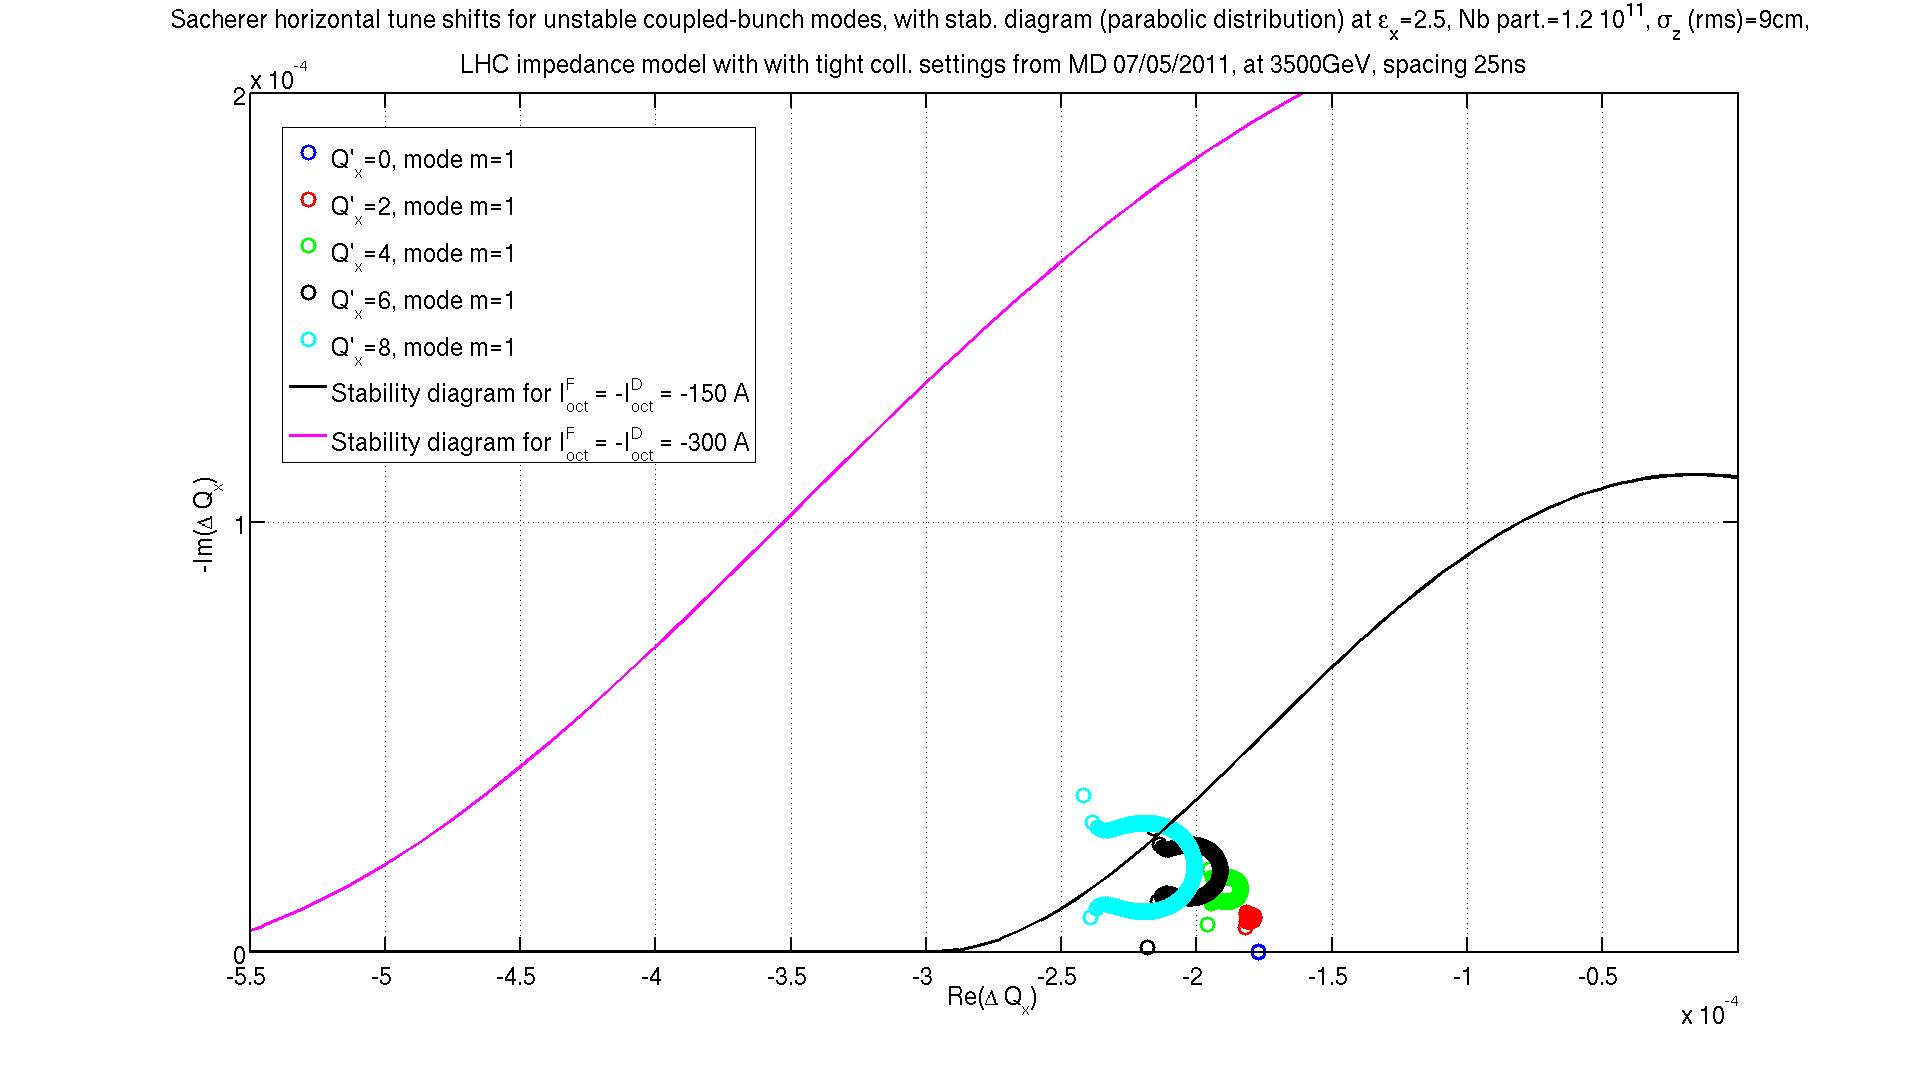 Sacherer horizontal tune shifts for unstable coupled-bunch modes, with stab. diagram (parabolic distribution) at εx=2.5, Nb part.=1.2 10^11, σz (rms)=9cm,
LHC impedance model with with tight coll. settings from MD 07/05/2011, at 3500GeV, spacing 25ns
x 10^-4
2
1
0
-Im(Δ Qx)
Q'x=0, mode m=1
Q'x=2, mode m=1
Q'x=4, mode m=1
Q'x=6, mode m=1
Q'x=8, mode m=1
Stability diagram for I^F_oct = -I^D_oct = -150 A
Stability diagram for I^F_oct = -I^D_oct = -300 A
-5.5 -5 -4.5 -4 -3.5 -3 -2.5 -2 -1.5 -1 -0.5
Re(Δ Qx)
x 10^-4